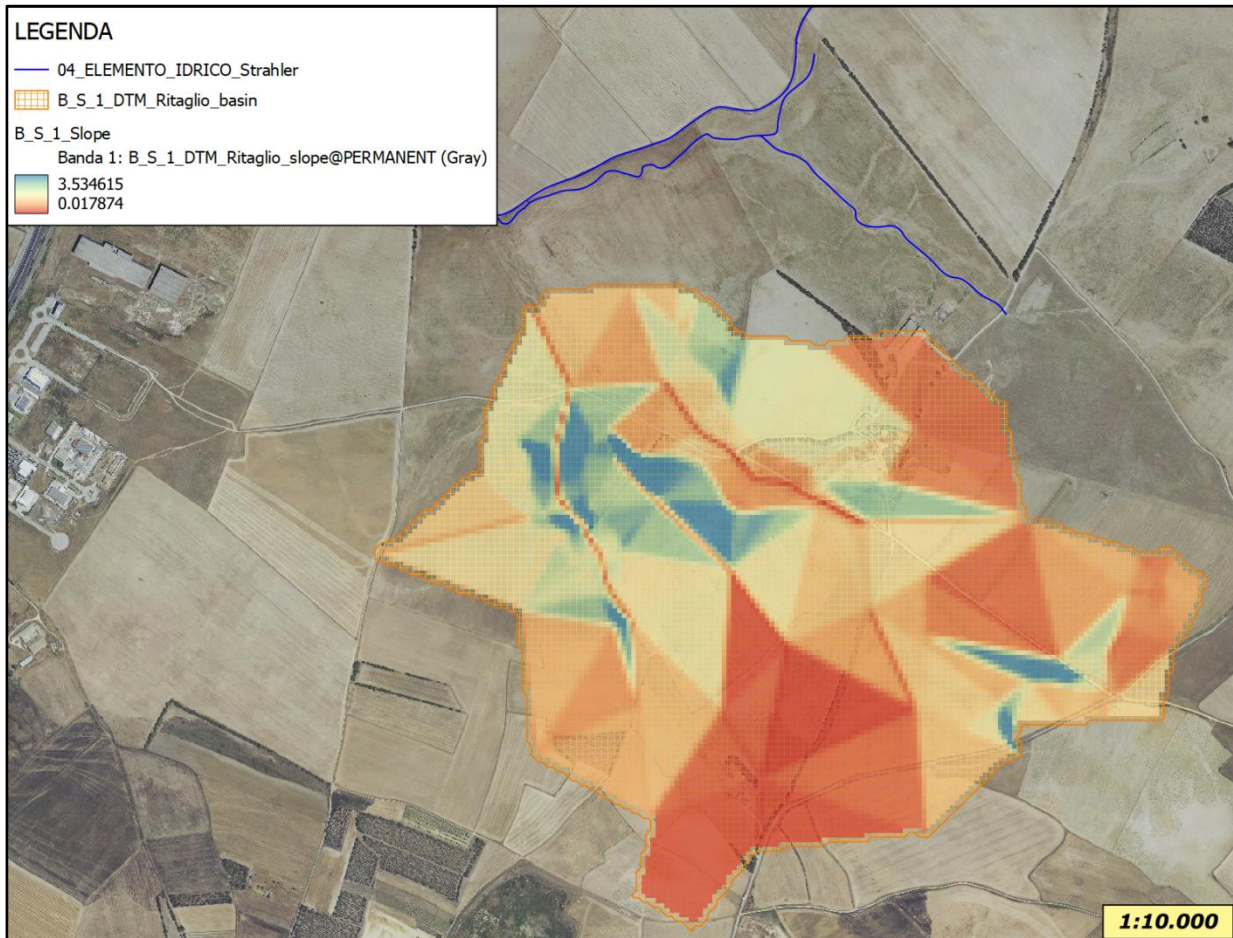 LEGENDA
04_ELEMENTO_IDRICO_Strahler
B_S_1_DTM_Ritaglio_basin
B_S_1_Slope
Banda 1: B_S_1_DTM_Ritaglio_slope@PERMANENT (Gray)
3.534615
0.017874
1:10.000